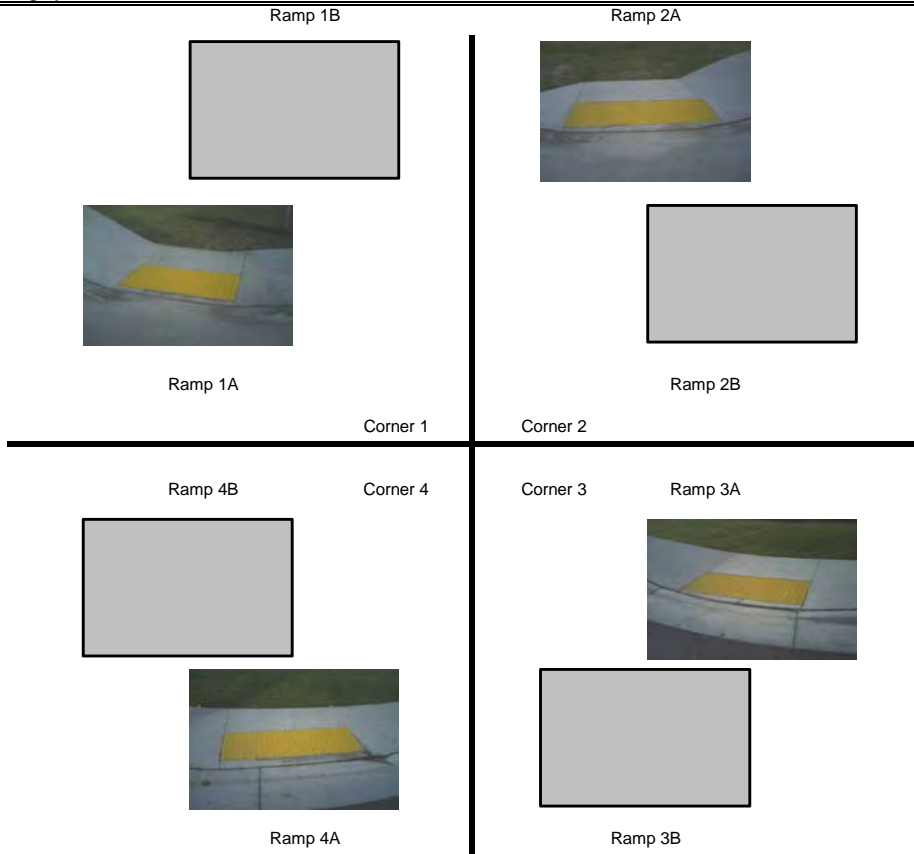 Ramp 1B
Ramp 2A
Ramp 1A
Ramp 2B
Corner 1
Corner 2
Ramp 4B
Corner 4
Corner 3
Ramp 3A
Ramp 4A
Ramp 3B